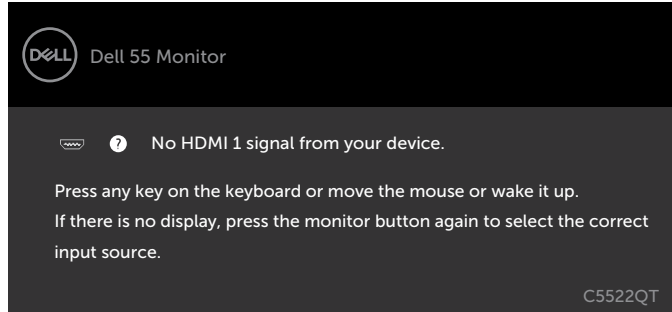 DELL
Dell 55 Monitor
? No HDMI 1 signal from your device.
Press any key on the keyboard or move the mouse or wake it up.
If there is no display, press the monitor button again to select the correct
input source.
C5522QT